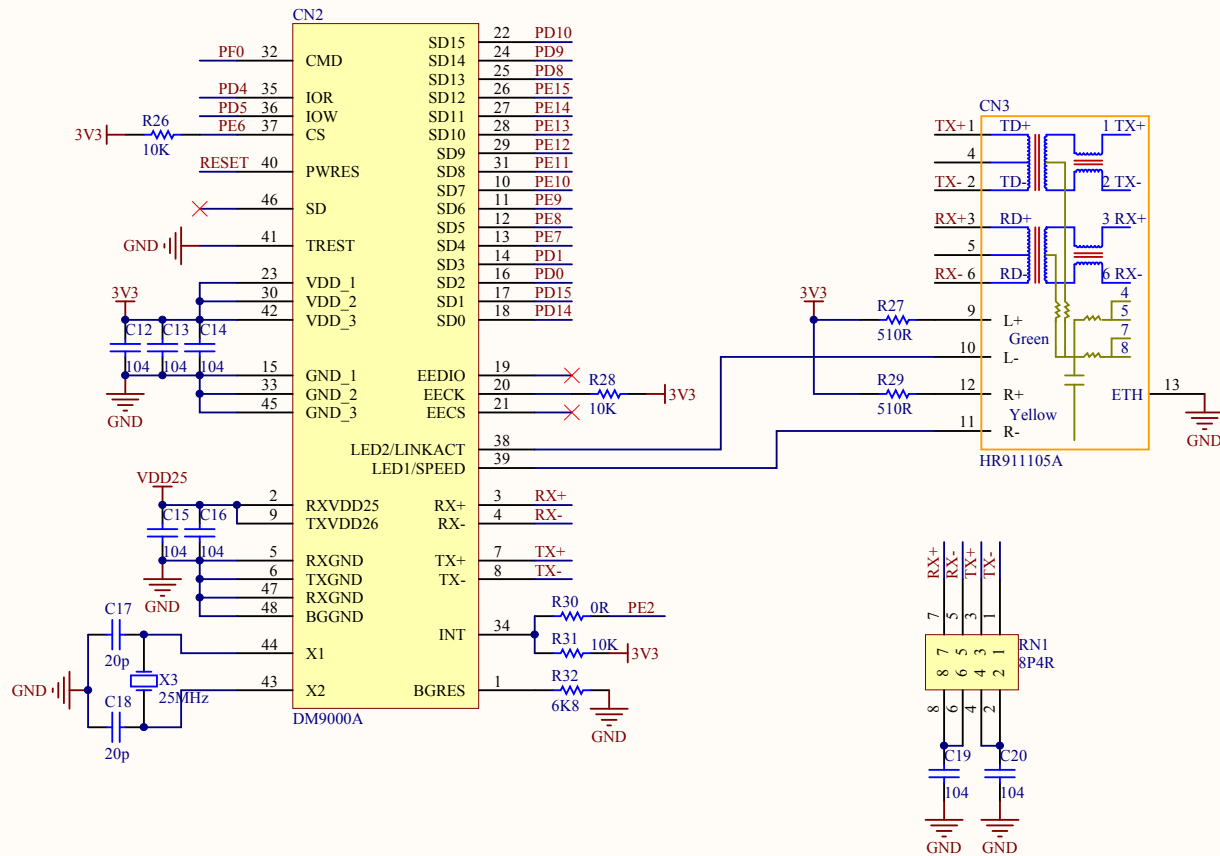 CN2
PF0 32 CMD
PD4 35 IOR
PD5 36 IOW
3V3 R26 10K PE6 37 CS
RESET 40 PWRES
46 SD
GND 41 TREST
23 VDD_1
30 VDD_2
3V3 42 VDD_3
C12 C13 C14
104 104 104
15 GND_1
33 GND_2
45 GND_3
GND
VDD25
2 RXVDD25
9 TXVDD26
C15 C16
104 104
5 RXGND
6 TXGND
47 RXGND
48 BGGND
GND
C17
20p
44 X1
GND
X3
25MHz
43 X2
C18
20p
DM9000A
SD15 22 PD10
SD14 24 PD9
SD13 25 PD8
SD12 26 PE15
SD11 27 PE14
SD10 28 PE13
SD9 29 PE12
SD8 31 PE11
SD7 10 PE10
SD6 11 PE9
SD5 12 PE8
SD4 13 PE7
SD3 14 PD1
SD2 16 PD0
SD1 17 PD15
SD0 18 PD14
EEDIO 19
EECK 20 R28 10K 3V3
EECS 21
LED2/LINKACT 38
LED1/SPEED 39
RX+ 3 RX+
RX- 4 RX-
TX+ 7 TX+
TX- 8 TX-
R30 0R PE2
INT 34
R31 10K 3V3
BGRES 1 R32 6K8
GND
CN3
TX+ 1 TD+ 1 TX+
4
TX- 2 TD- 2 TX-
RX+ 3 RD+ 3 RX+
5
RX- 6 RD- 6 RX-
4
5
7
8
3V3
R27 510R 9 L+
Green
10 L-
R29 510R 12 R+
Yellow
11 R-
ETH 13
GND
HR911105A
RX+ RX- TX+ TX-
7 5 3 1
7 5 3 1
8 6 4 2
RN1
8P4R
8 6 4 2
C19 C20
104 104
GND GND